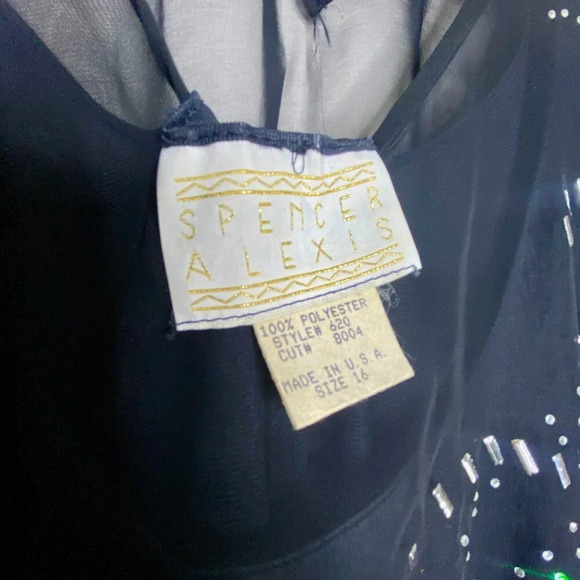 SPENCER
ALEXIS
100% POLYESTER
STYLE# 620
CUT# 8004
MADE IN U.S.A.
SIZE 16